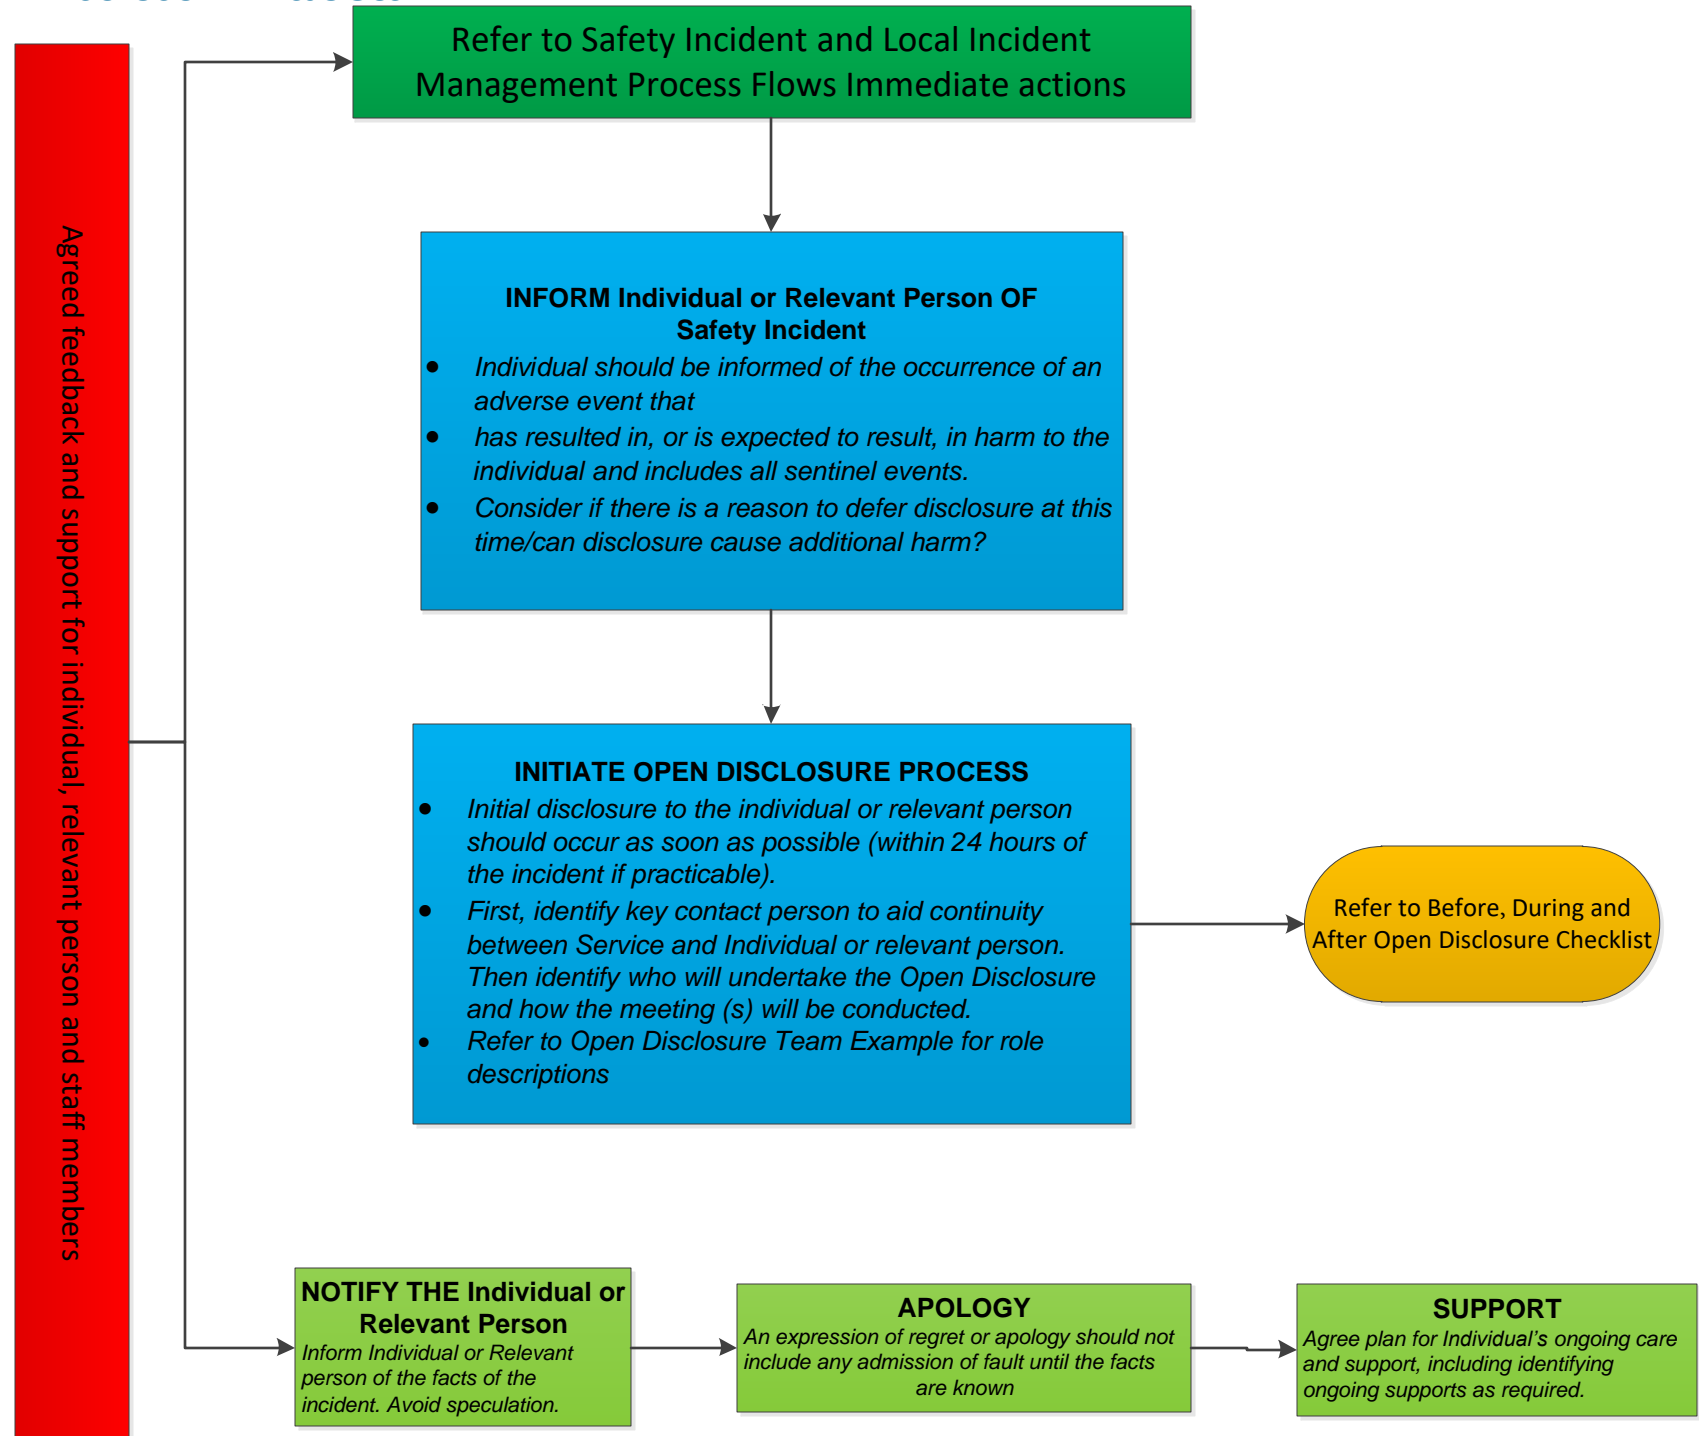 Refer to Safety Incident and Local Incident
Management Process Flows Immediate actions
Agreed feedback and support for individual, relevant person and staff members
INFORM Individual or Relevant Person OF
Safety Incident
• Individual should be informed of the occurrence of an
adverse event that
• has resulted in, or is expected to result, in harm to the
individual and includes all sentinel events.
• Consider if there is a reason to defer disclosure at this
time/can disclosure cause additional harm?
INITIATE OPEN DISCLOSURE PROCESS
• Initial disclosure to the individual or relevant person
should occur as soon as possible (within 24 hours of
the incident if practicable).
• First, identify key contact person to aid continuity
between Service and Individual or relevant person.
Then identify who will undertake the Open Disclosure
and how the meeting (s) will be conducted.
• Refer to Open Disclosure Team Example for role
descriptions
Refer to Before, During and
After Open Disclosure Checklist
NOTIFY THE Individual or
Relevant Person
Inform Individual or Relevant
person of the facts of the
incident. Avoid speculation.
APOLOGY
An expression of regret or apology should not
include any admission of fault until the facts
are known
SUPPORT
Agree plan for Individual's ongoing care
and support, including identifying
ongoing supports as required.